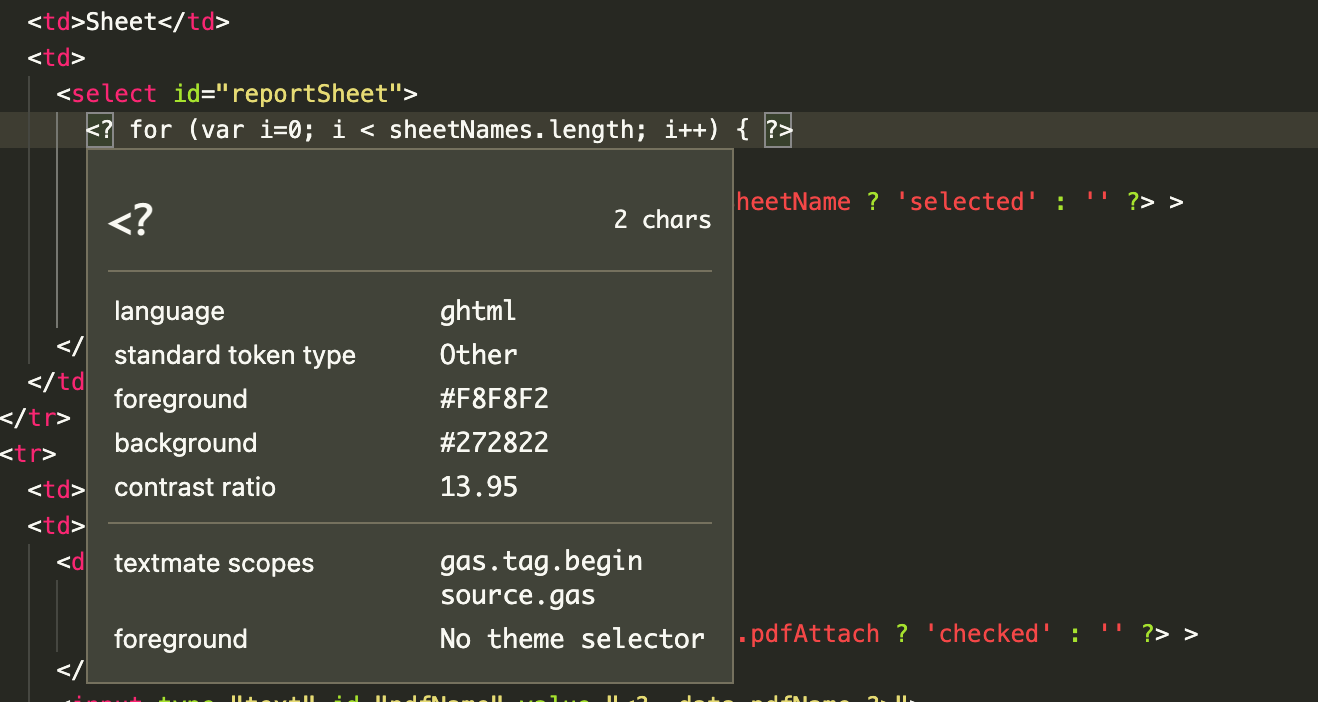 <td>Sheet</td>
<td>
<select id="reportSheet">
<? for (var i=0; i < sheetNames.length; i++) { ?>
<? 2 chars
heetName ? 'selected' : '' ?> >
language ghtml
standard token type Other
</
</td
foreground #F8F8F2
</tr>
background #272822
<tr>
contrast ratio 13.95
<td>
<td>
<d
textmate scopes gas.tag.begin
source.gas
foreground No theme selector
.pdfAttach ? 'checked' : '' ?> >
</